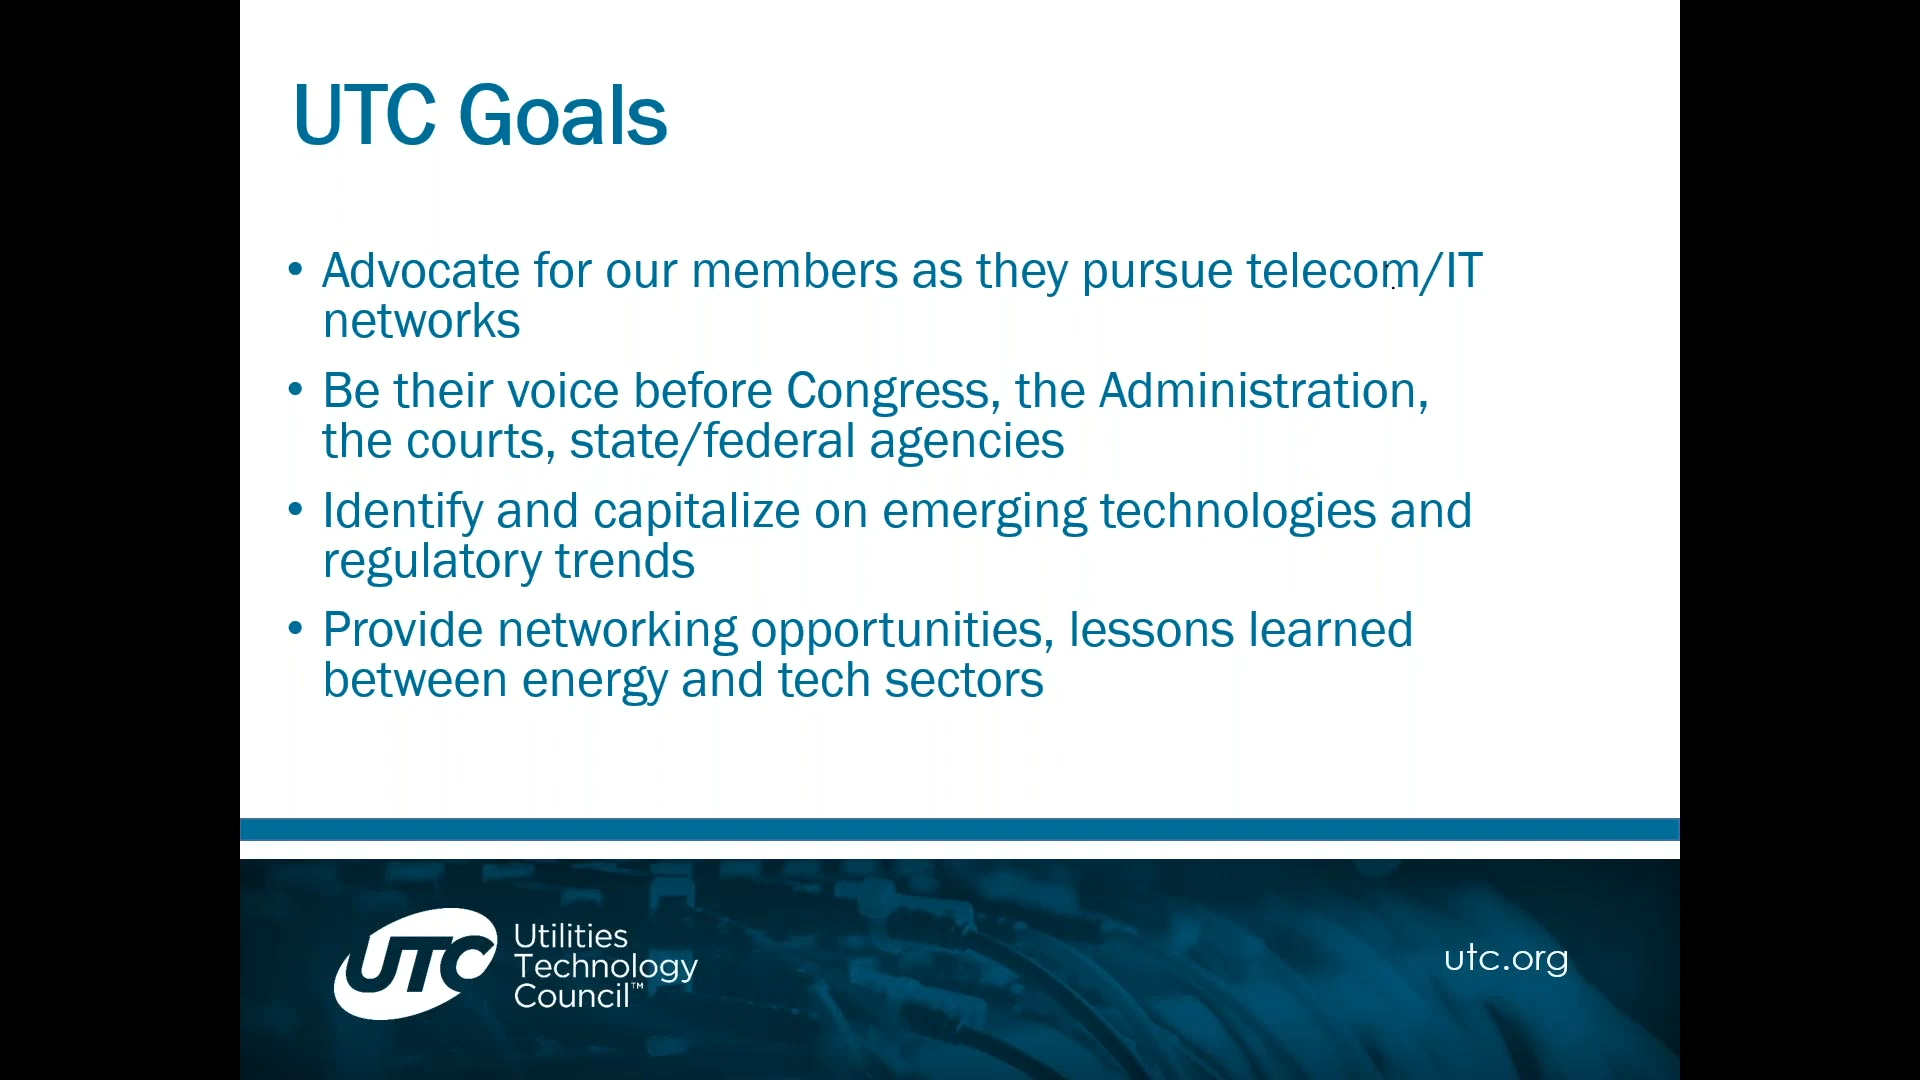 UTC Goals
• Advocate for our members as they pursue telecom/IT
networks
• Be their voice before Congress, the Administration,
the courts, state/federal agencies
• Identify and capitalize on emerging technologies and
regulatory trends
• Provide networking opportunities, lessons learned
between energy and tech sectors
UTC
Utilities
Technology
Council™
utc.org